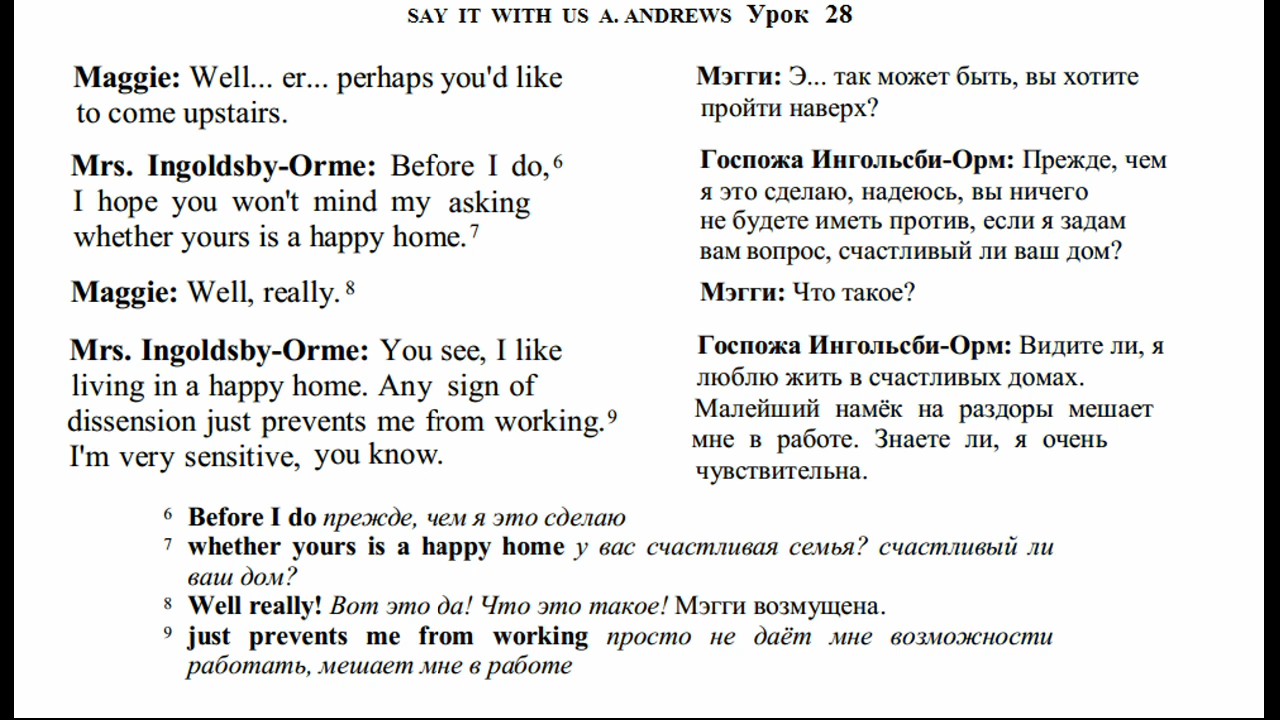 SAY IT WITH US A. ANDREWS Урок 28
Maggie: Well... er... perhaps you'd like
to come upstairs.
Mrs. Ingoldsby-Orme: Before I do,⁶
I hope you won't mind my asking
whether yours is a happy home.⁷
Maggie: Well, really.⁸
Mrs. Ingoldsby-Orme: You see, I like
living in a happy home. Any sign of
dissension just prevents me from working.⁹
I'm very sensitive, you know.
Мэгги: Э... так может быть, вы хотите
пройти наверх?
Госпожа Ингольсби-Орм: Прежде, чем
я это сделаю, надеюсь, вы ничего
не будете иметь против, если я задам
вам вопрос, счастливый ли ваш дом?
Мэгги: Что такое?
Госпожа Ингольсби-Орм: Видите ли, я
люблю жить в счастливых домах.
Малейший намёк на раздоры мешает
мне в работе. Знаете ли, я очень
чувствительна.
⁶ Before I do прежде, чем я это сделаю
⁷ whether yours is a happy home у вас счастливая семья? счастливый ли
ваш дом?
⁸ Well really! Вот это да! Что это такое! Мэгги возмущена.
⁹ just prevents me from working просто не даёт мне возможности
работать, мешает мне в работе